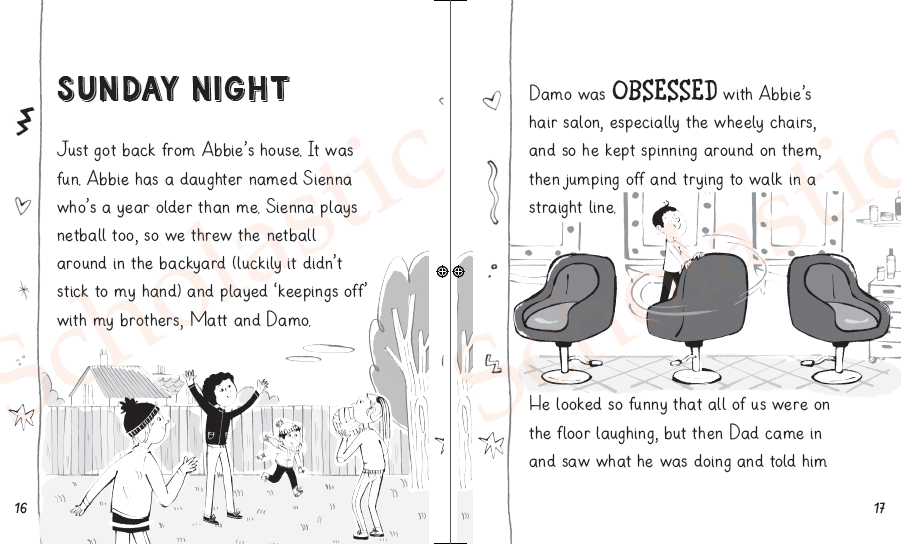 SUNDAY NIGHT
Just got back from Abbie's house. It was
fun. Abbie has a daughter named Sienna
who's a year older than me. Sienna plays
netball too, so we threw the netball
around in the backyard (luckily it didn't
stick to my hand) and played 'keepings off'
with my brothers, Matt and Damo.
16
Damo was OBSESSED with Abbie's
hair salon, especially the wheely chairs,
and so he kept spinning around on them,
then jumping off and trying to walk in a
straight line.
He looked so funny that all of us were on
the floor laughing, but then Dad came in
and saw what he was doing and told him
17
Scholastic
Scholastic